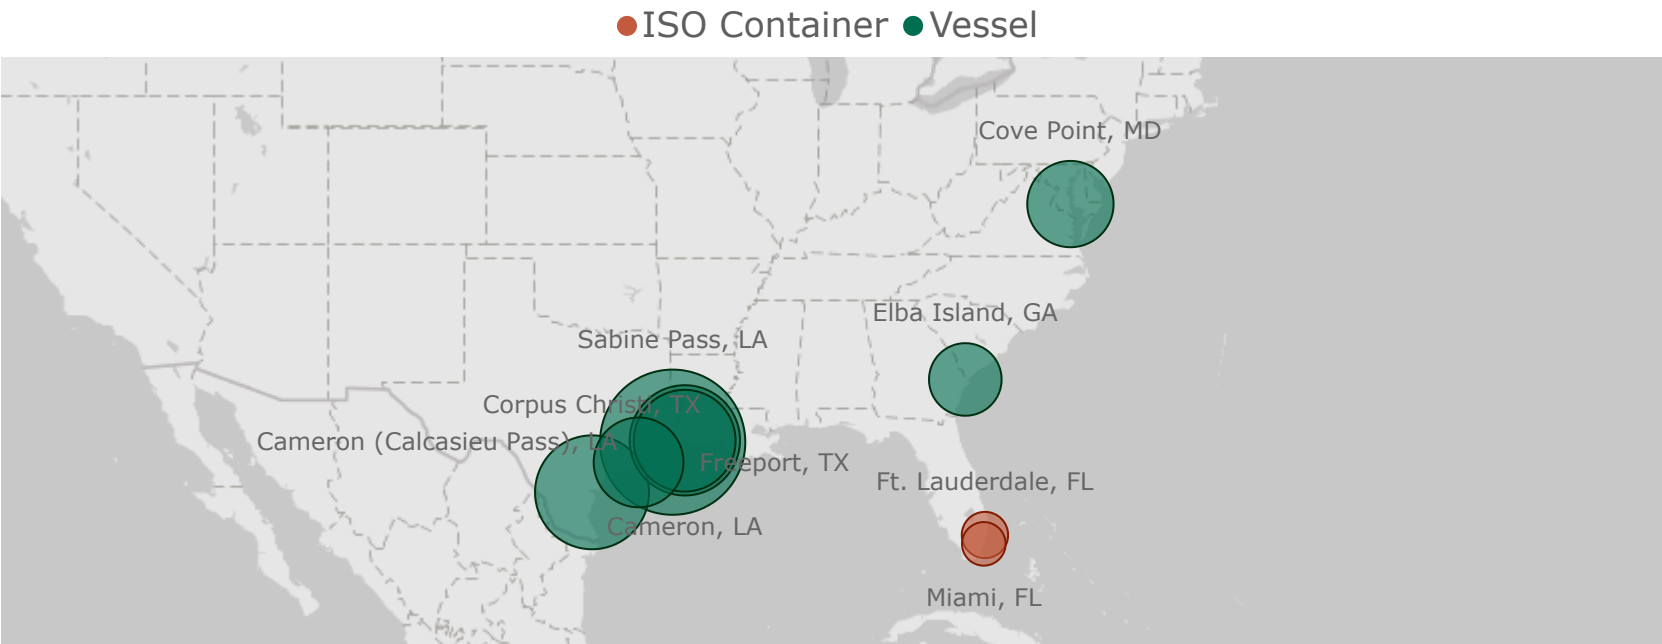 ISO Container Vessel
Cove Point, MD
Elba Island, GA
Sabine Pass, LA
Corpus Christi, TX
Cameron (Calcasieu Pass), LA
Freeport, TX
Ft. Lauderdale, FL
Cameron, LA
Miami, FL